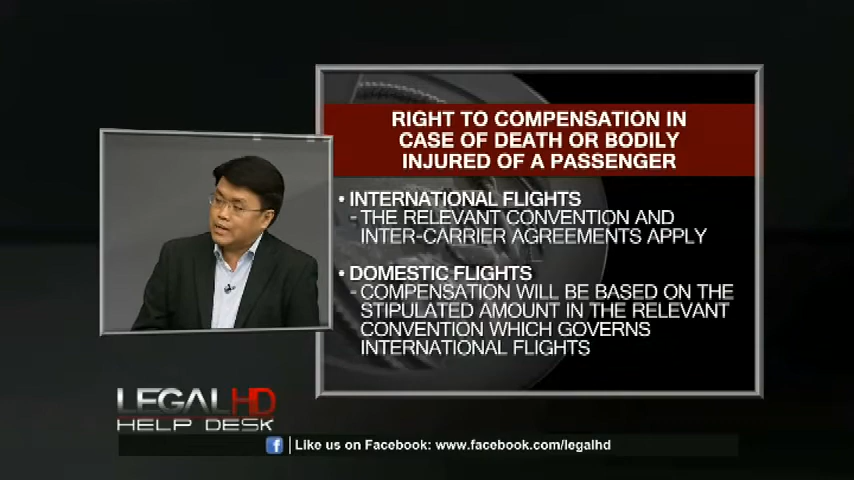 RIGHT TO COMPENSATION IN
CASE OF DEATH OR BODILY
INJURED OF A PASSENGER
• INTERNATIONAL FLIGHTS
- THE RELEVANT CONVENTION AND
INTER-CARRIER AGREEMENTS APPLY
• DOMESTIC FLIGHTS
- COMPENSATION WILL BE BASED ON THE
STIPULATED AMOUNT IN THE RELEVANT
CONVENTION WHICH GOVERNS
INTERNATIONAL FLIGHTS
LEGALHD
HELP DESK
f | Like us on Facebook: www.facebook.com/legalhd